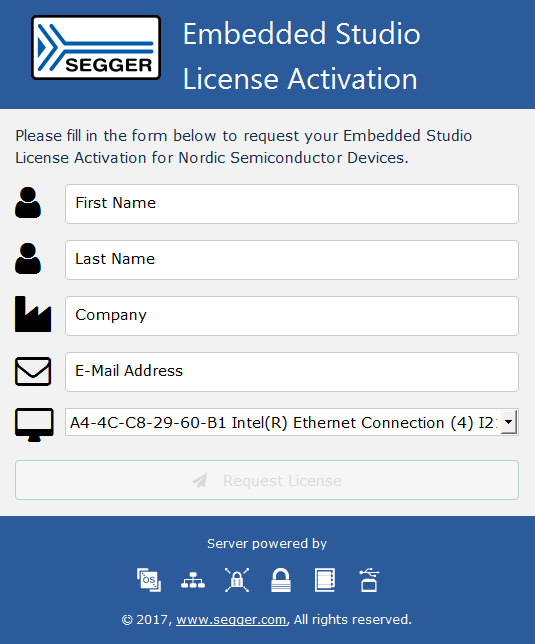 SEGGER
Embedded Studio
License Activation
Please fill in the form below to request your Embedded Studio
License Activation for Nordic Semiconductor Devices.
First Name
Last Name
Company
E-Mail Address
A4-4C-C8-29-60-B1 Intel(R) Ethernet Connection (4) I21
Request License
Server powered by
OS
© 2017, www.segger.com, All rights reserved.